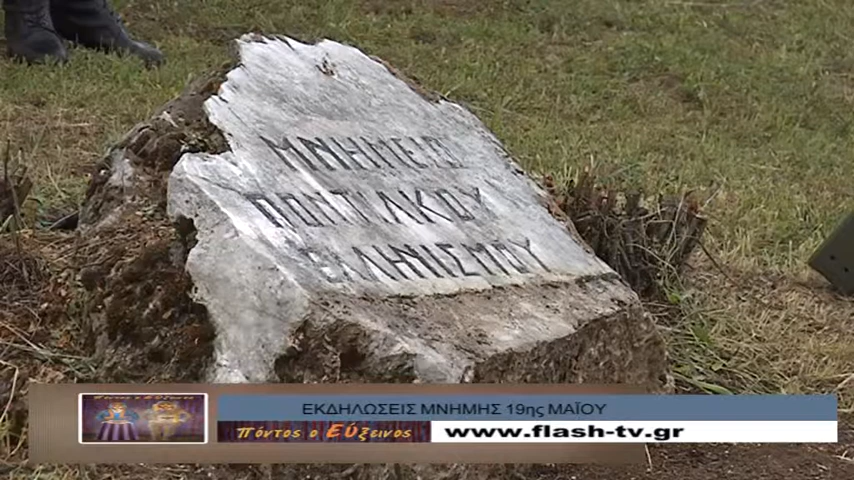 ΜΝΗΜΕΙΟ
ΠΟΝΤΙΑΚΟΥ
ΕΛΛΗΝΙΣΜΟΥ
ΕΚΔΗΛΩΣΕΙΣ ΜΝΗΜΗΣ 19ης ΜΑΪΟΥ
Πόντος ο Εύξεινος
www.flash-tv.gr